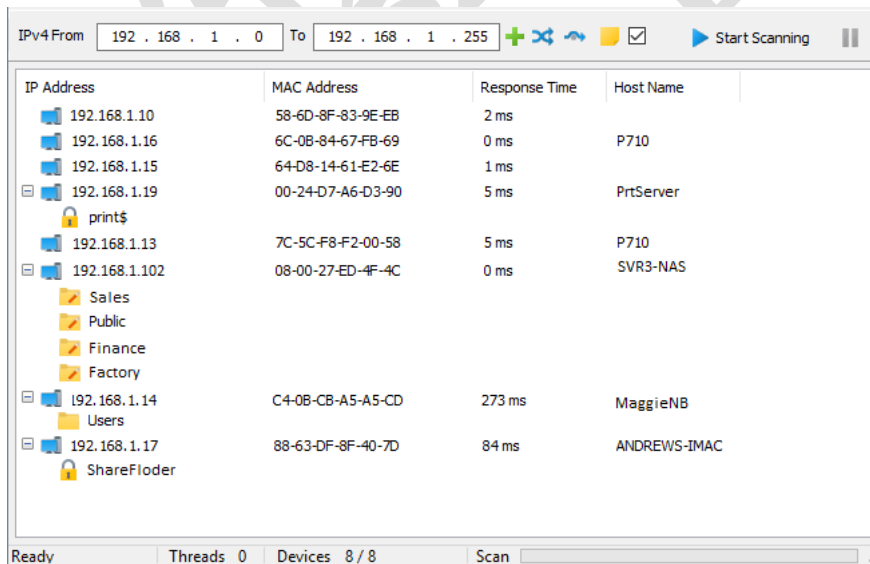 IPv4 From 192 . 168 . 1 . 0 To 192 . 168 . 1 . 255 Start Scanning
IP Address MAC Address Response Time Host Name
192.168.1.10 58-6D-8F-83-9E-EB 2 ms
192.168.1.16 6C-0B-84-67-FB-69 0 ms P710
192.168.1.15 64-D8-14-61-E2-6E 1 ms
192.168.1.19 00-24-D7-A6-D3-90 5 ms PrtServer
print$
192.168.1.13 7C-5C-F8-F2-00-58 5 ms P710
192.168.1.102 08-00-27-ED-4F-4C 0 ms SVR3-NAS
Sales
Public
Finance
Factory
192.168.1.14 C4-0B-CB-A5-A5-CD 273 ms MaggieNB
Users
192.168.1.17 88-63-DF-8F-40-7D 84 ms ANDREWS-IMAC
ShareFloder
Ready Threads 0 Devices 8 / 8 Scan